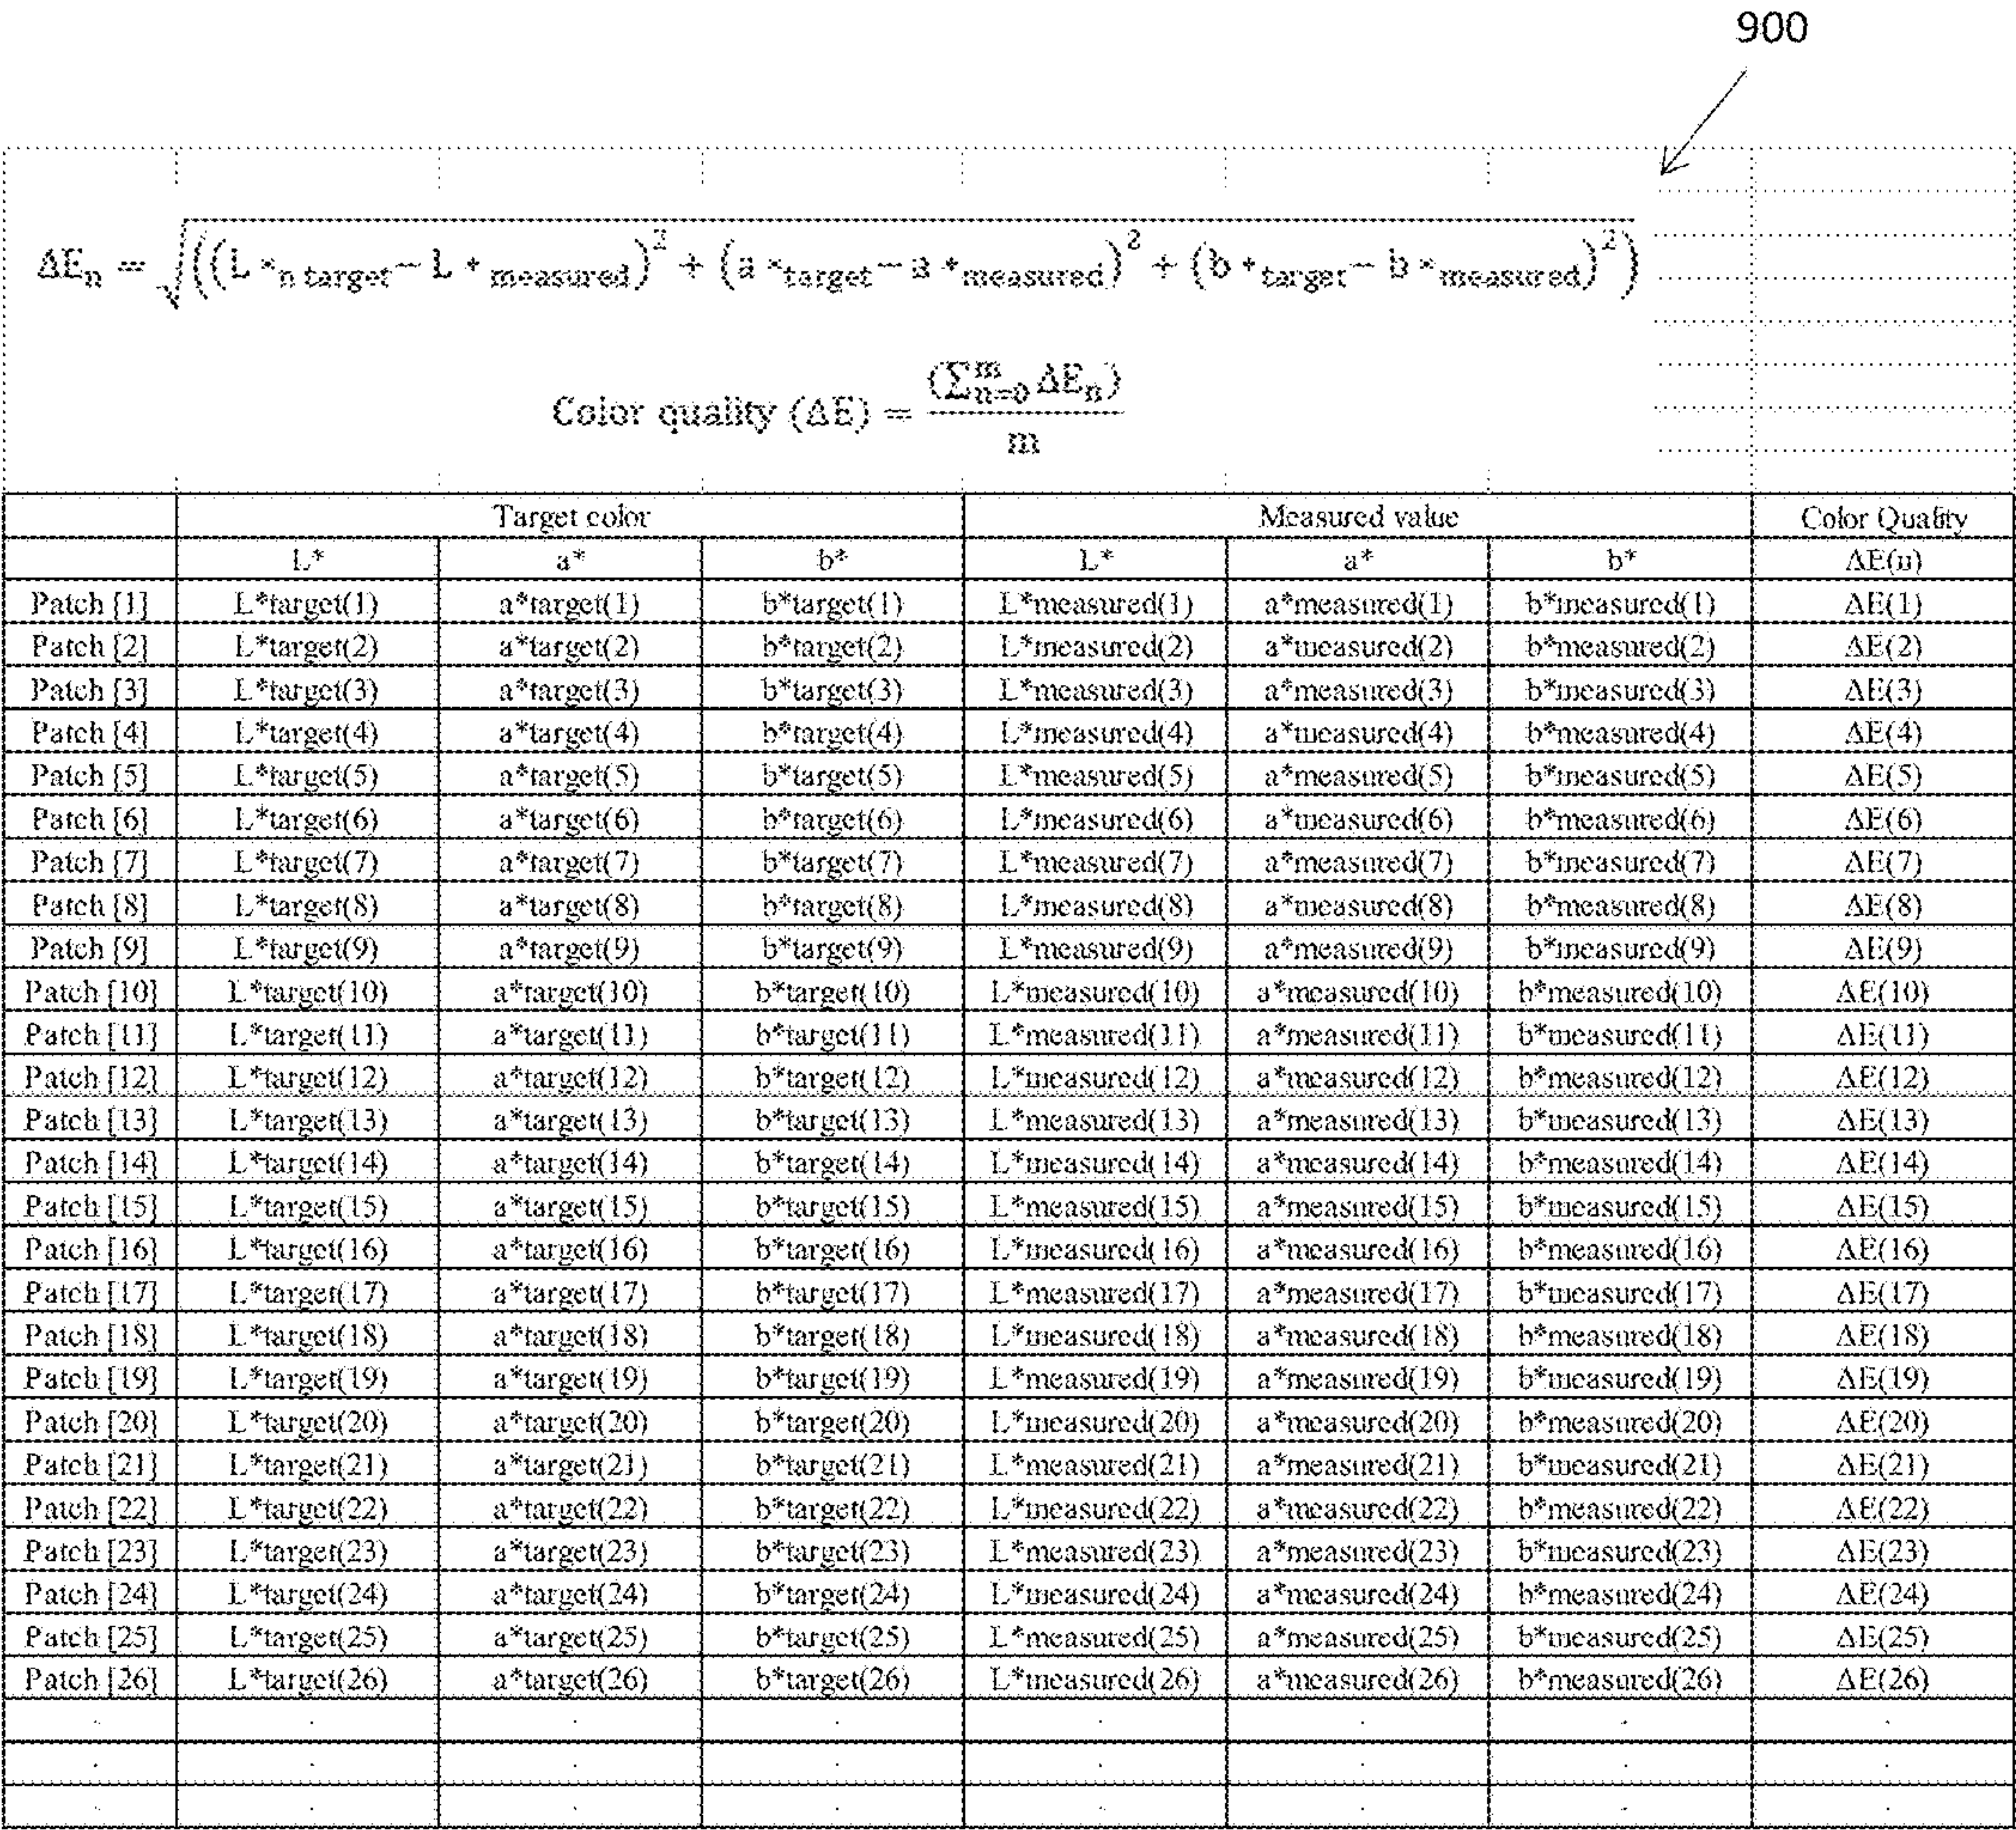 900
ΔEn = √(((L*n target − L*measured)^2 + (a*target − a*measured)^2 + (b*target − b*measured)^2)
Color quality (ΔE) = (∑n=0^m ΔEn) / m
Target color Measured value Color Quality
L* a* b* L* a* b* ΔE(n)
Patch [1] L*target(1) a*target(1) b*target(1) L*measured(1) a*measured(1) b*measured(1) ΔE(1)
Patch [2] L*target(2) a*target(2) b*target(2) L*measured(2) a*measured(2) b*measured(2) ΔE(2)
Patch [3] L*target(3) a*target(3) b*target(3) L*measured(3) a*measured(3) b*measured(3) ΔE(3)
Patch [4] L*target(4) a*target(4) b*target(4) L*measured(4) a*measured(4) b*measured(4) ΔE(4)
Patch [5] L*target(5) a*target(5) b*target(5) L*measured(5) a*measured(5) b*measured(5) ΔE(5)
Patch [6] L*target(6) a*target(6) b*target(6) L*measured(6) a*measured(6) b*measured(6) ΔE(6)
Patch [7] L*target(7) a*target(7) b*target(7) L*measured(7) a*measured(7) b*measured(7) ΔE(7)
Patch [8] L*target(8) a*target(8) b*target(8) L*measured(8) a*measured(8) b*measured(8) ΔE(8)
Patch [9] L*target(9) a*target(9) b*target(9) L*measured(9) a*measured(9) b*measured(9) ΔE(9)
Patch [10] L*target(10) a*target(10) b*target(10) L*measured(10) a*measured(10) b*measured(10) ΔE(10)
Patch [11] L*target(11) a*target(11) b*target(11) L*measured(11) a*measured(11) b*measured(11) ΔE(11)
Patch [12] L*target(12) a*target(12) b*target(12) L*measured(12) a*measured(12) b*measured(12) ΔE(12)
Patch [13] L*target(13) a*target(13) b*target(13) L*measured(13) a*measured(13) b*measured(13) ΔE(13)
Patch [14] L*target(14) a*target(14) b*target(14) L*measured(14) a*measured(14) b*measured(14) ΔE(14)
Patch [15] L*target(15) a*target(15) b*target(15) L*measured(15) a*measured(15) b*measured(15) ΔE(15)
Patch [16] L*target(16) a*target(16) b*target(16) L*measured(16) a*measured(16) b*measured(16) ΔE(16)
Patch [17] L*target(17) a*target(17) b*target(17) L*measured(17) a*measured(17) b*measured(17) ΔE(17)
Patch [18] L*target(18) a*target(18) b*target(18) L*measured(18) a*measured(18) b*measured(18) ΔE(18)
Patch [19] L*target(19) a*target(19) b*target(19) L*measured(19) a*measured(19) b*measured(19) ΔE(19)
Patch [20] L*target(20) a*target(20) b*target(20) L*measured(20) a*measured(20) b*measured(20) ΔE(20)
Patch [21] L*target(21) a*target(21) b*target(21) L*measured(21) a*measured(21) b*measured(21) ΔE(21)
Patch [22] L*target(22) a*target(22) b*target(22) L*measured(22) a*measured(22) b*measured(22) ΔE(22)
Patch [23] L*target(23) a*target(23) b*target(23) L*measured(23) a*measured(23) b*measured(23) ΔE(23)
Patch [24] L*target(24) a*target(24) b*target(24) L*measured(24) a*measured(24) b*measured(24) ΔE(24)
Patch [25] L*target(25) a*target(25) b*target(25) L*measured(25) a*measured(25) b*measured(25) ΔE(25)
Patch [26] L*target(26) a*target(26) b*target(26) L*measured(26) a*measured(26) b*measured(26) ΔE(26)
. . . . . . . .
. . . . . . . .
. . . . . . . .